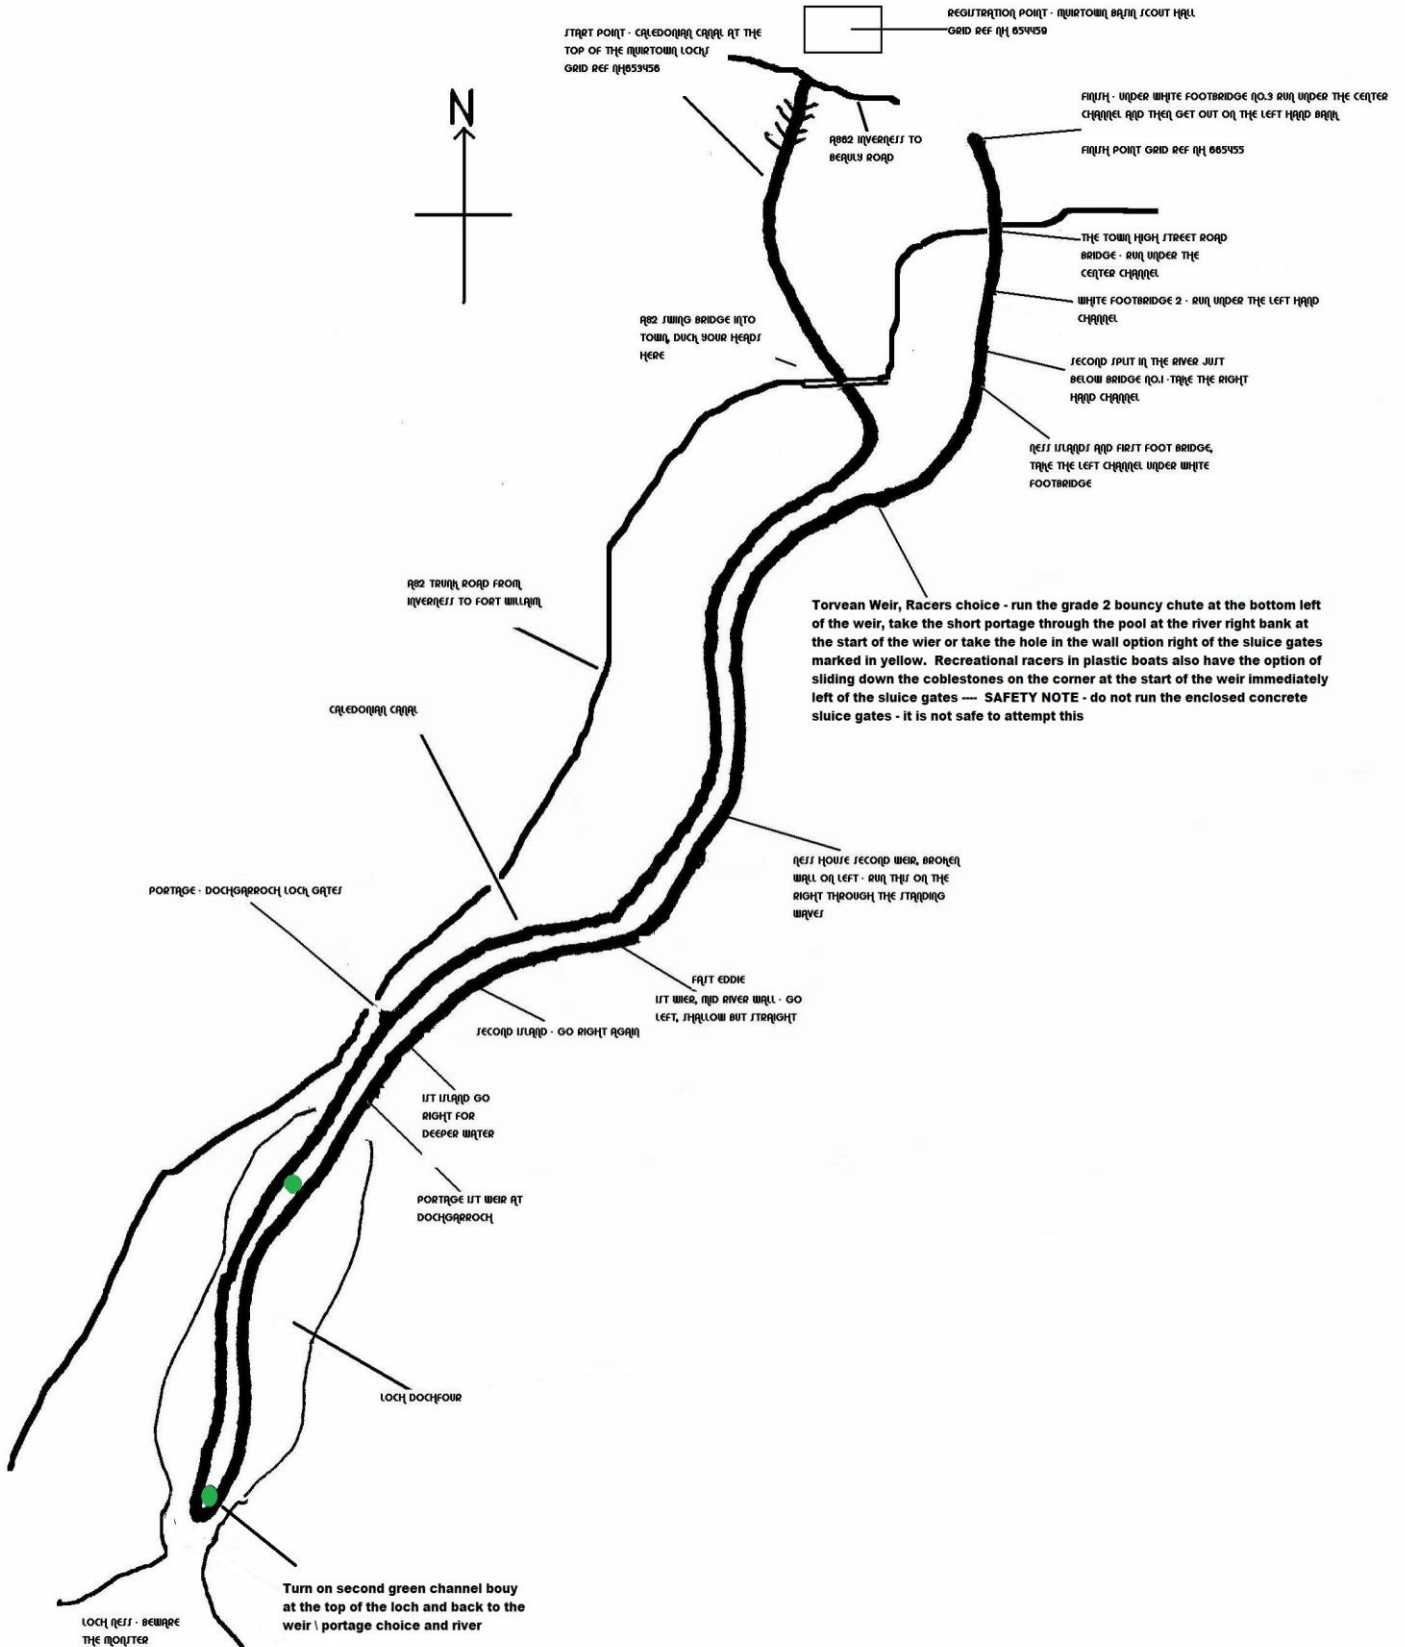 REGISTRATION POINT - MUIRTOWN BASIN SCOUT HALL
GRID REF NH 654459
START POINT - CALEDONIAN CANAL AT THE
TOP OF THE MUIRTOWN LOCKS
GRID REF NH653456
N
FINISH - UNDER WHITE FOOTBRIDGE NO.3 RUN UNDER THE CENTER
CHANNEL AND THEN GET OUT ON THE LEFT HAND BANK
FINISH POINT GRID REF NH 665455
A862 INVERNESS TO
BEAULY ROAD
THE TOWN HIGH STREET ROAD
BRIDGE - RUN UNDER THE
CENTER CHANNEL
WHITE FOOTBRIDGE 2 - RUN UNDER THE LEFT HAND
CHANNEL
A82 SWING BRIDGE INTO
TOWN, DUCK YOUR HEADS
HERE
SECOND SPLIT IN THE RIVER JUST
BELOW BRIDGE NO.1 -TAKE THE RIGHT
HAND CHANNEL
NESS ISLANDS AND FIRST FOOT BRIDGE,
TAKE THE LEFT CHANNEL UNDER WHITE
FOOTBRIDGE
A82 TRUNK ROAD FROM
INVERNESS TO FORT WILLAIM
Torvean Weir, Racers choice - run the grade 2 bouncy chute at the bottom left
of the weir, take the short portage through the pool at the river right bank at
the start of the wier or take the hole in the wall option right of the sluice gates
marked in yellow.  Recreational racers in plastic boats also have the option of
sliding down the coblestones on the corner at the start of the weir immediately
left of the sluice gates ---- SAFETY NOTE - do not run the enclosed concrete
sluice gates - it is not safe to attempt this
CALEDONIAN CANAL
NESS HOUSE SECOND WEIR, BROKEN
WALL ON LEFT - RUN THIS ON THE
RIGHT THROUGH THE STANDING
WAVES
PORTAGE - DOCHGARROCH LOCK GATES
FAST EDDIE
1ST WIER, MID RIVER WALL - GO
LEFT, SHALLOW BUT STRAIGHT
SECOND ISLAND - GO RIGHT AGAIN
1ST ISLAND GO
RIGHT FOR
DEEPER WATER
PORTAGE 1ST WEIR AT
DOCHGARROCH
LOCH DOCHFOUR
Turn on second green channel bouy
at the top of the loch and back to the
weir \ portage choice and river
LOCH NESS - BEWARE
THE MONSTER